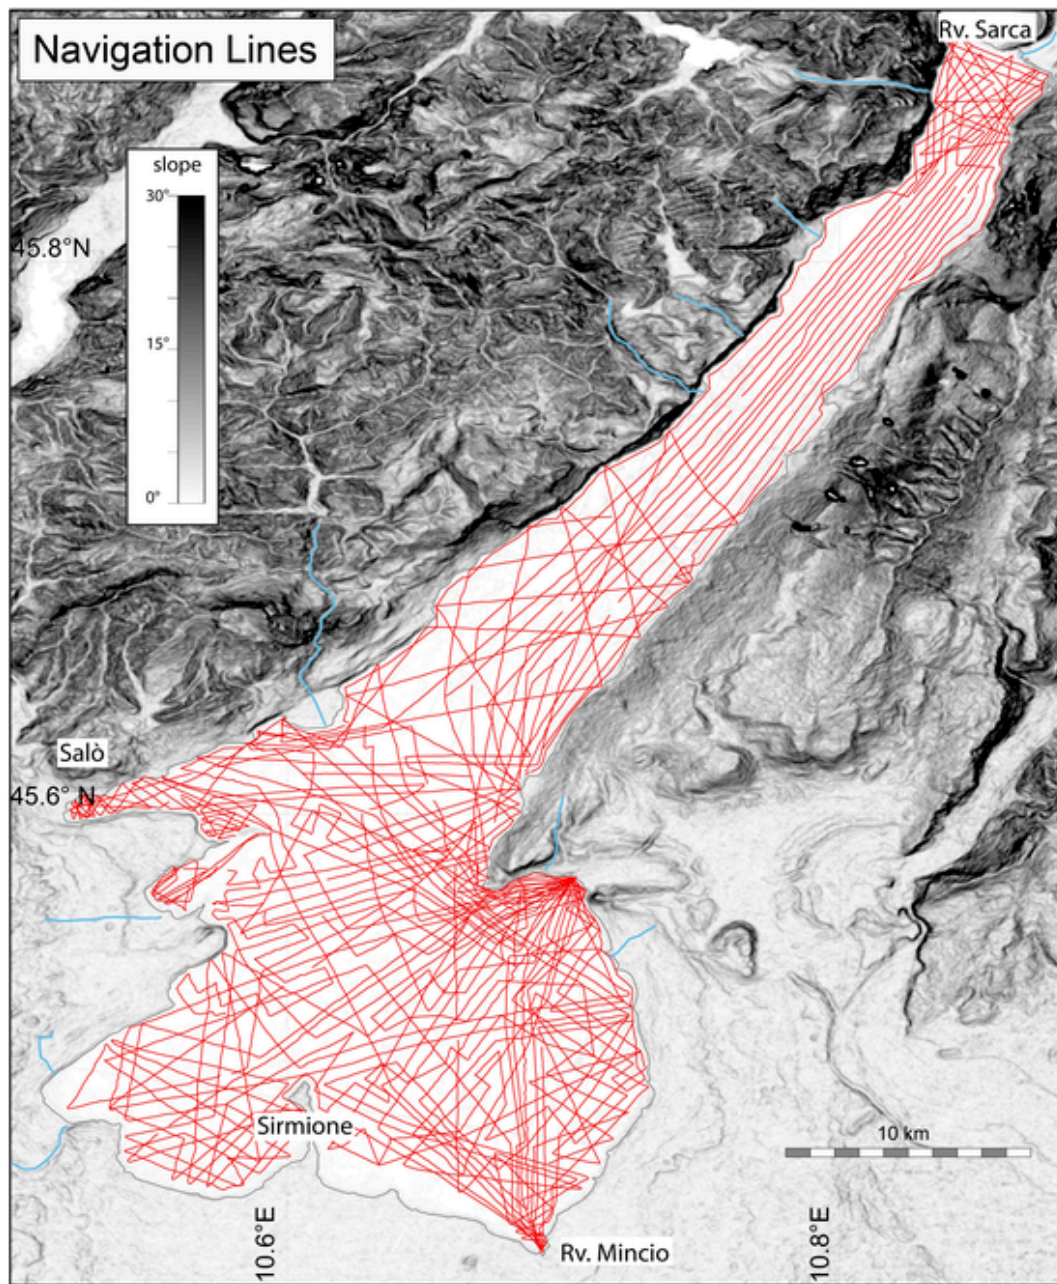 Navigation Lines
Rv. Sarca
slope
30°
45.8°N
15°
0°
Salò
45.6° N
10 km
Sirmione
10.6°E
10.8°E
Rv. Mincio